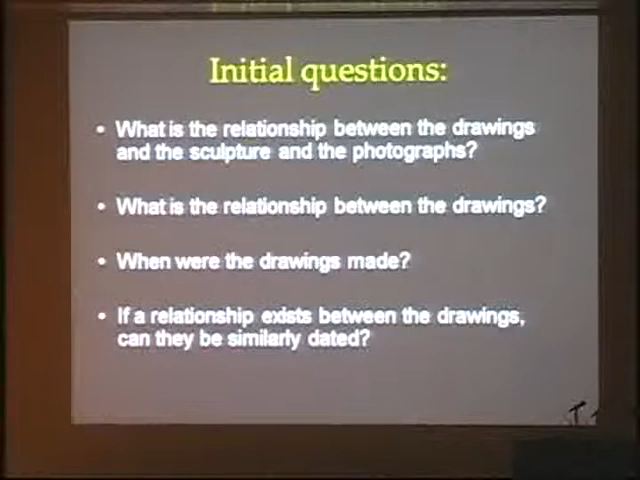 Initial questions:
• What is the relationship between the drawings
and the sculpture and the photographs?
• What is the relationship between the drawings?
• When were the drawings made?
• If a relationship exists between the drawings,
can they be similarly dated?